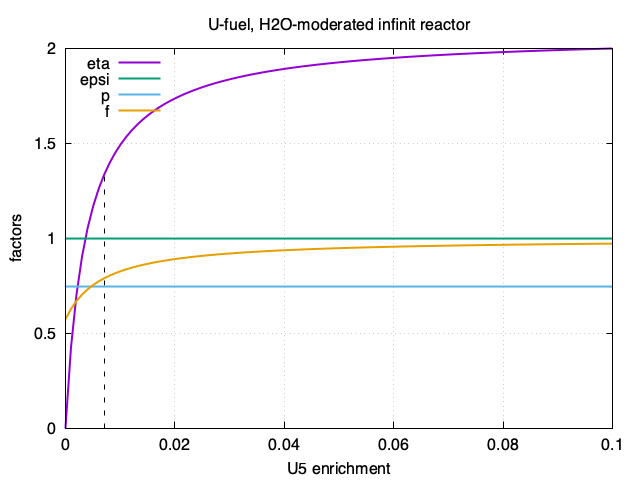 U-fuel, H2O-moderated infinit reactor
eta
epsi
p
f
2
1.5
1
0.5
0
factors
0
0.02
0.04
0.06
0.08
0.1
U5 enrichment